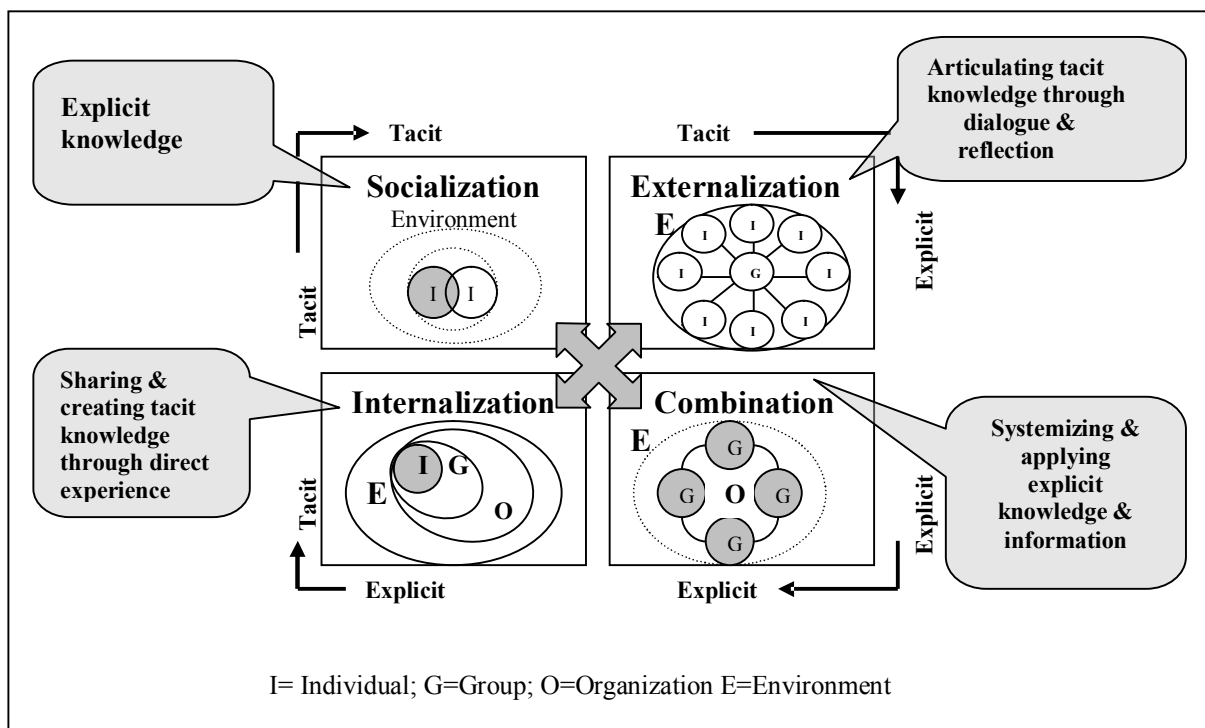 Explicit
knowledge
Articulating tacit
knowledge through
dialogue &
reflection
Tacit
Tacit
Socialization
Environment
I I
Tacit
Externalization
E
I
I
I
I
G
I
I
I
I
Explicit
Sharing &
creating tacit
knowledge
through direct
experience
Internalization
I
G
E
O
Tacit
Explicit
Combination
E
G
G
O
G
G
Explicit
Explicit
Systemizing &
applying
explicit
knowledge &
information
I= Individual; G=Group; O=Organization E=Environment